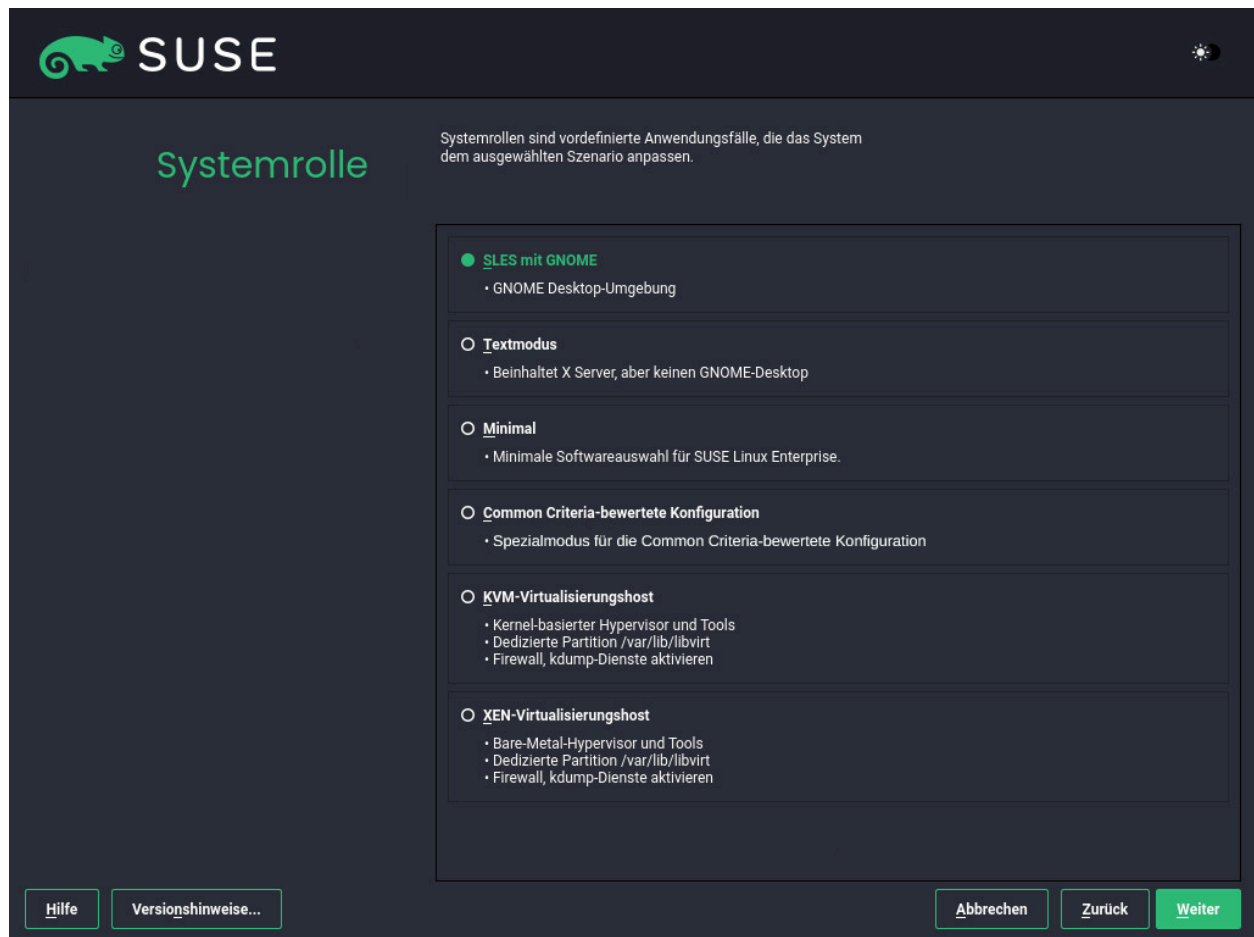 SUSE
Systemrolle
Systemrollen sind vordefinierte Anwendungsfälle, die das System
dem ausgewählten Szenario anpassen.
SLES mit GNOME
• GNOME Desktop-Umgebung
Textmodus
• Beinhaltet X Server, aber keinen GNOME-Desktop
Minimal
• Minimale Softwareauswahl für SUSE Linux Enterprise.
Common Criteria-bewertete Konfiguration
• Spezialmodus für die Common Criteria-bewertete Konfiguration
KVM-Virtualisierungshost
• Kernel-basierter Hypervisor und Tools
• Dedizierte Partition /var/lib/libvirt
• Firewall, kdump-Dienste aktivieren
XEN-Virtualisierungshost
• Bare-Metal-Hypervisor und Tools
• Dedizierte Partition /var/lib/libvirt
• Firewall, kdump-Dienste aktivieren
Hilfe
Versionshinweise...
Abbrechen
Zurück
Weiter